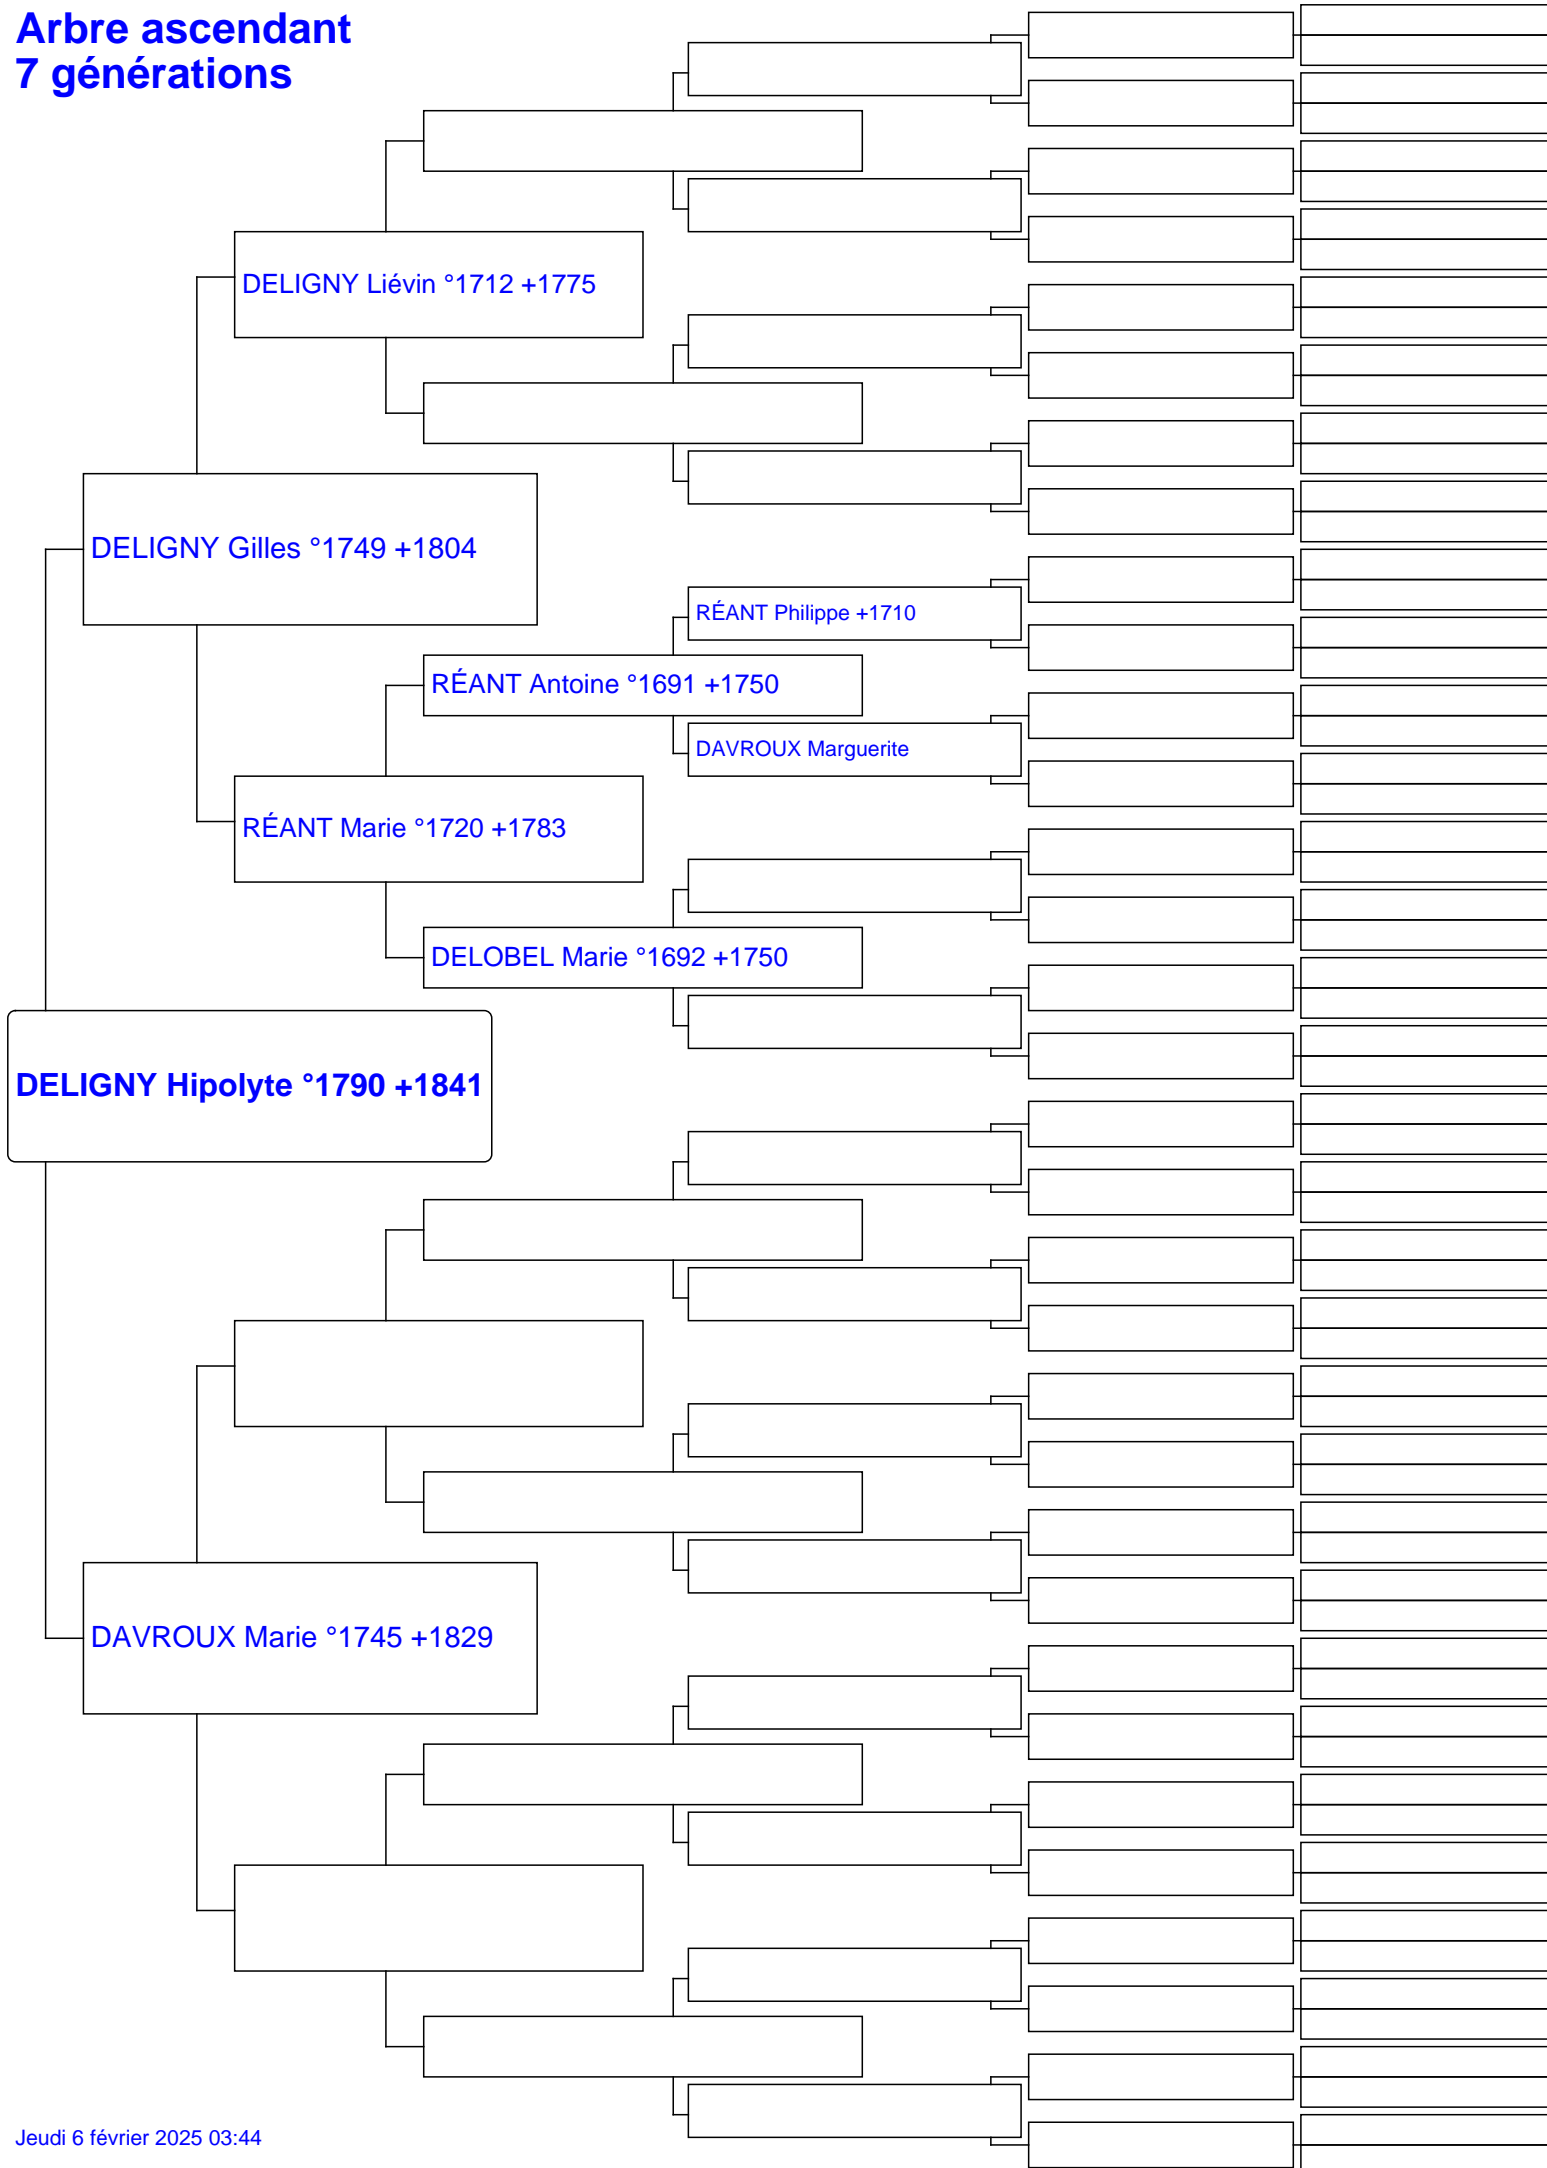 Arbre ascendant
7 générations
DELIGNY Liévin °1712 +1775
DELIGNY Gilles °1749 +1804
RÉANT Philippe +1710
RÉANT Antoine °1691 +1750
DAVROUX Marguerite
RÉANT Marie °1720 +1783
DELOBEL Marie °1692 +1750
DELIGNY Hipolyte °1790 +1841
DAVROUX Marie °1745 +1829
Jeudi 6 février 2025 03:44